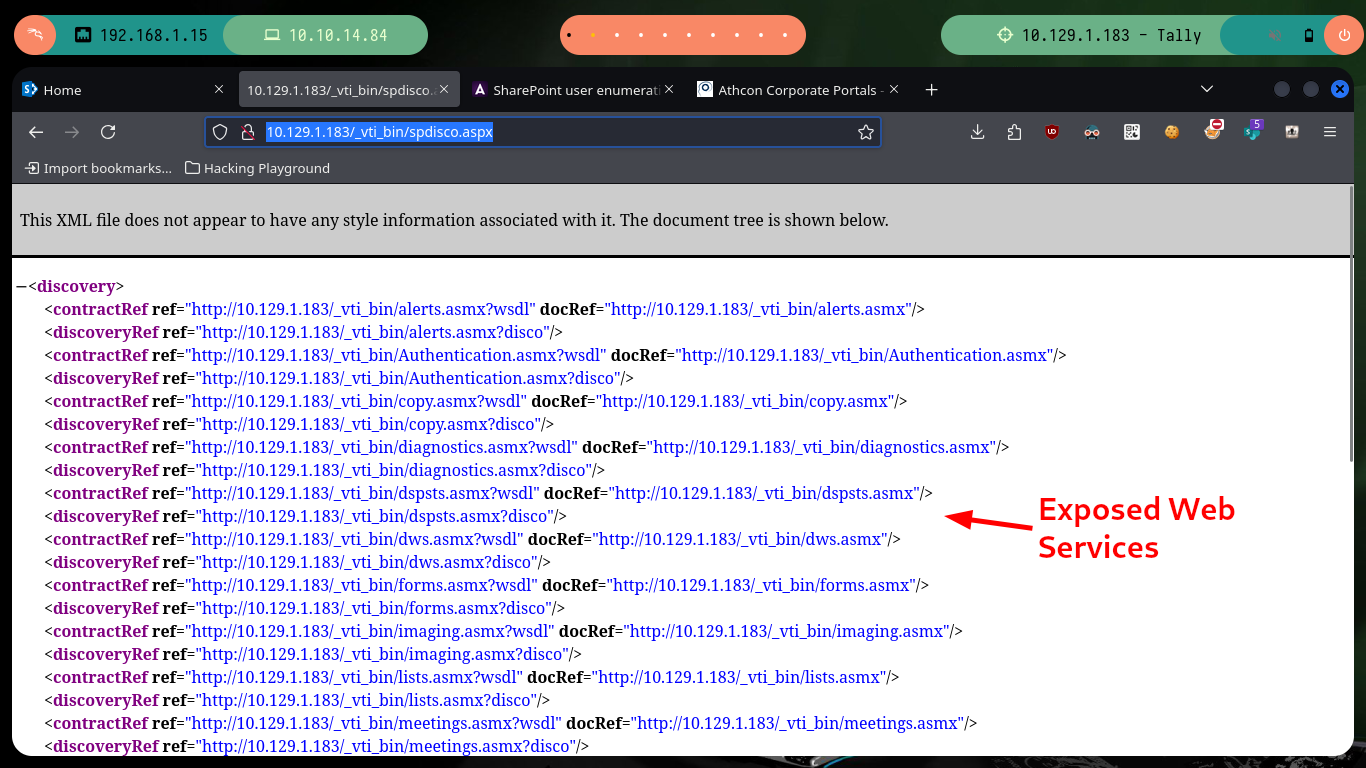 192.168.1.15
10.10.14.84
10.129.1.183 - Tally
Home
10.129.1.183/_vti_bin/spdisco.
SharePoint user enumerati
Athcon Corporate Portals -
10.129.1.183/_vti_bin/spdisco.aspx
5
Import bookmarks...
Hacking Playground
This XML file does not appear to have any style information associated with it. The document tree is shown below.
−<discovery>
<contractRef ref="http://10.129.1.183/_vti_bin/alerts.asmx?wsdl" docRef="http://10.129.1.183/_vti_bin/alerts.asmx"/>
<discoveryRef ref="http://10.129.1.183/_vti_bin/alerts.asmx?disco"/>
<contractRef ref="http://10.129.1.183/_vti_bin/Authentication.asmx?wsdl" docRef="http://10.129.1.183/_vti_bin/Authentication.asmx"/>
<discoveryRef ref="http://10.129.1.183/_vti_bin/Authentication.asmx?disco"/>
<contractRef ref="http://10.129.1.183/_vti_bin/copy.asmx?wsdl" docRef="http://10.129.1.183/_vti_bin/copy.asmx"/>
<discoveryRef ref="http://10.129.1.183/_vti_bin/copy.asmx?disco"/>
<contractRef ref="http://10.129.1.183/_vti_bin/diagnostics.asmx?wsdl" docRef="http://10.129.1.183/_vti_bin/diagnostics.asmx"/>
<discoveryRef ref="http://10.129.1.183/_vti_bin/diagnostics.asmx?disco"/>
<contractRef ref="http://10.129.1.183/_vti_bin/dspsts.asmx?wsdl" docRef="http://10.129.1.183/_vti_bin/dspsts.asmx"/>
<discoveryRef ref="http://10.129.1.183/_vti_bin/dspsts.asmx?disco"/>
<contractRef ref="http://10.129.1.183/_vti_bin/dws.asmx?wsdl" docRef="http://10.129.1.183/_vti_bin/dws.asmx"/>
<discoveryRef ref="http://10.129.1.183/_vti_bin/dws.asmx?disco"/>
<contractRef ref="http://10.129.1.183/_vti_bin/forms.asmx?wsdl" docRef="http://10.129.1.183/_vti_bin/forms.asmx"/>
<discoveryRef ref="http://10.129.1.183/_vti_bin/forms.asmx?disco"/>
<contractRef ref="http://10.129.1.183/_vti_bin/imaging.asmx?wsdl" docRef="http://10.129.1.183/_vti_bin/imaging.asmx"/>
<discoveryRef ref="http://10.129.1.183/_vti_bin/imaging.asmx?disco"/>
<contractRef ref="http://10.129.1.183/_vti_bin/lists.asmx?wsdl" docRef="http://10.129.1.183/_vti_bin/lists.asmx"/>
<discoveryRef ref="http://10.129.1.183/_vti_bin/lists.asmx?disco"/>
<contractRef ref="http://10.129.1.183/_vti_bin/meetings.asmx?wsdl" docRef="http://10.129.1.183/_vti_bin/meetings.asmx"/>
<discoveryRef ref="http://10.129.1.183/_vti_bin/meetings.asmx?disco"/>
Exposed Web
Services